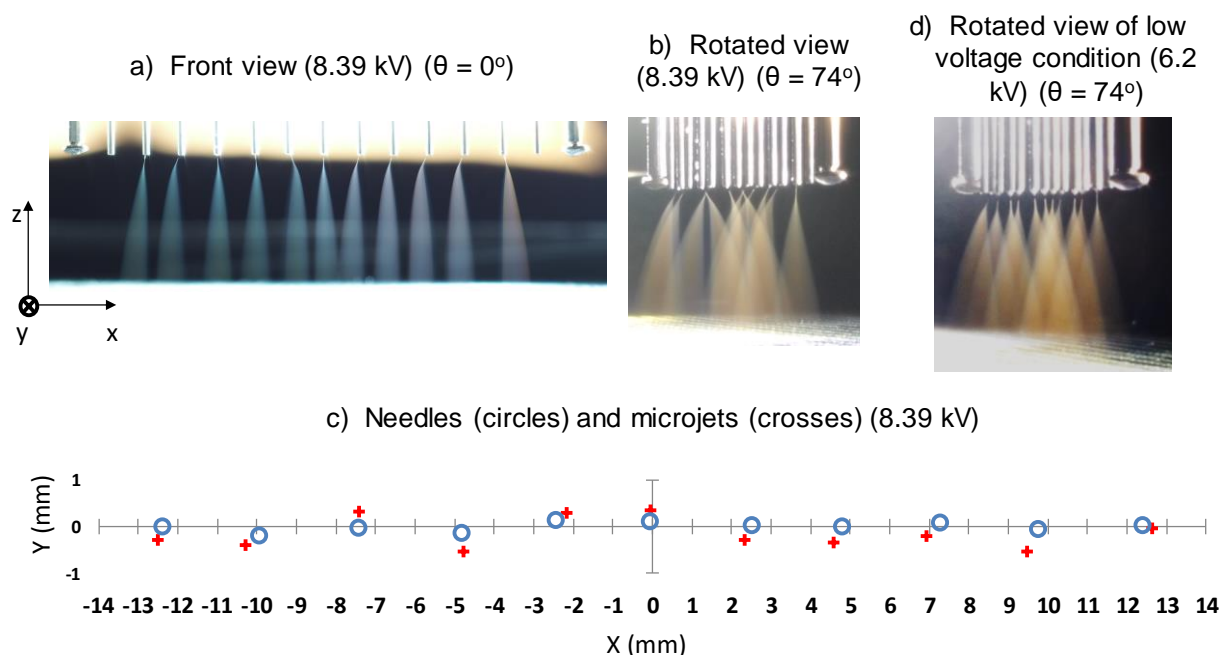 a) Front view (8.39 kV) (θ = 0º)
b) Rotated view
(8.39 kV) (θ = 74º)
d) Rotated view of low
voltage condition (6.2
kV) (θ = 74º)
z
y
x
c) Needles (circles) and microjets (crosses) (8.39 kV)
Y (mm)
1
0
-1
-14 -13 -12 -11 -10 -9 -8 -7 -6 -5 -4 -3 -2 -1 0 1 2 3 4 5 6 7 8 9 10 11 12 13 14
X (mm)